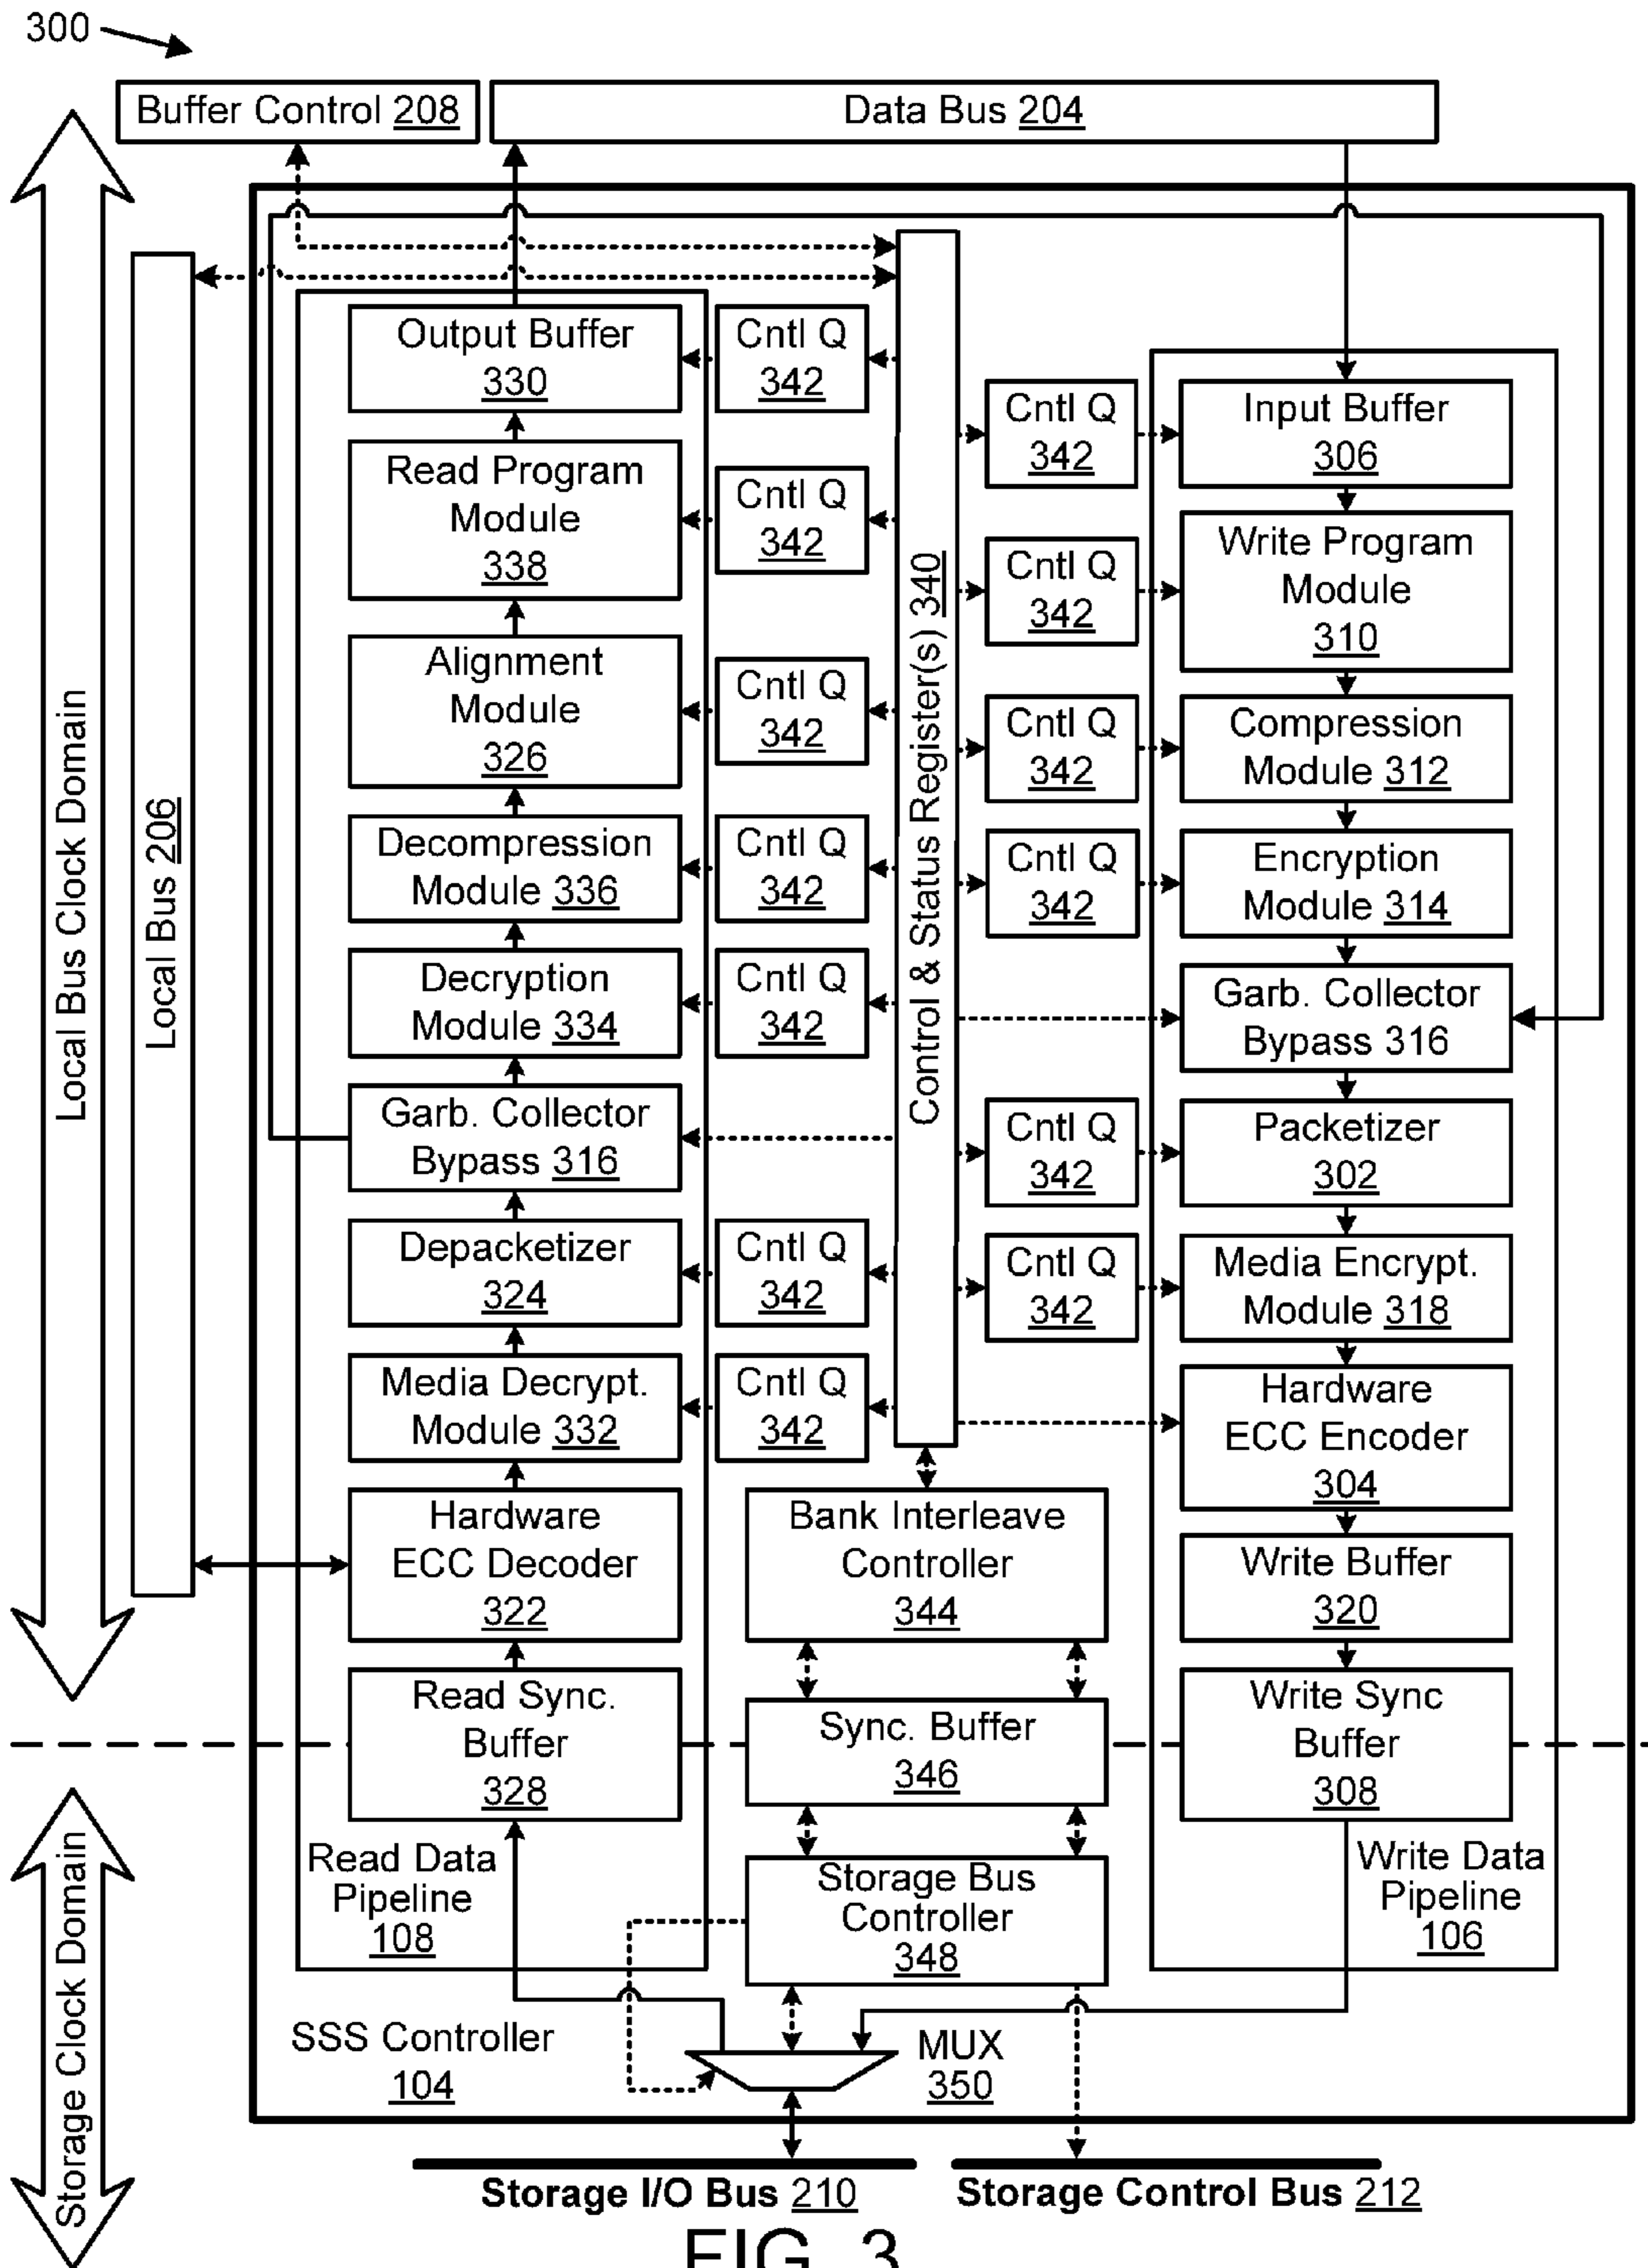 300
Buffer Control 208
Data Bus 204
Local Bus Clock Domain
Local Bus 206
Output Buffer
330
Read Program
Module
338
Alignment
Module
326
Decompression
Module 336
Decryption
Module 334
Garb. Collector
Bypass 316
Depacketizer
324
Media Decrypt.
Module 332
Hardware
ECC Decoder
322
Read Sync.
Buffer
328
Read Data
Pipeline
108
Cntl Q
342
Cntl Q
342
Cntl Q
342
Cntl Q
342
Cntl Q
342
Cntl Q
342
Cntl Q
342
Control & Status Register(s) 340
Cntl Q
342
Cntl Q
342
Cntl Q
342
Cntl Q
342
Cntl Q
342
Cntl Q
342
Input Buffer
306
Write Program
Module
310
Compression
Module 312
Encryption
Module 314
Garb. Collector
Bypass 316
Packetizer
302
Media Encrypt.
Module 318
Hardware
ECC Encoder
304
Write Buffer
320
Write Sync
Buffer
308
Write Data
Pipeline
106
Bank Interleave
Controller
344
Sync. Buffer
346
Storage Bus
Controller
348
Storage Clock Domain
SSS Controller
104
MUX
350
Storage I/O Bus 210
Storage Control Bus 212
FIG. 3